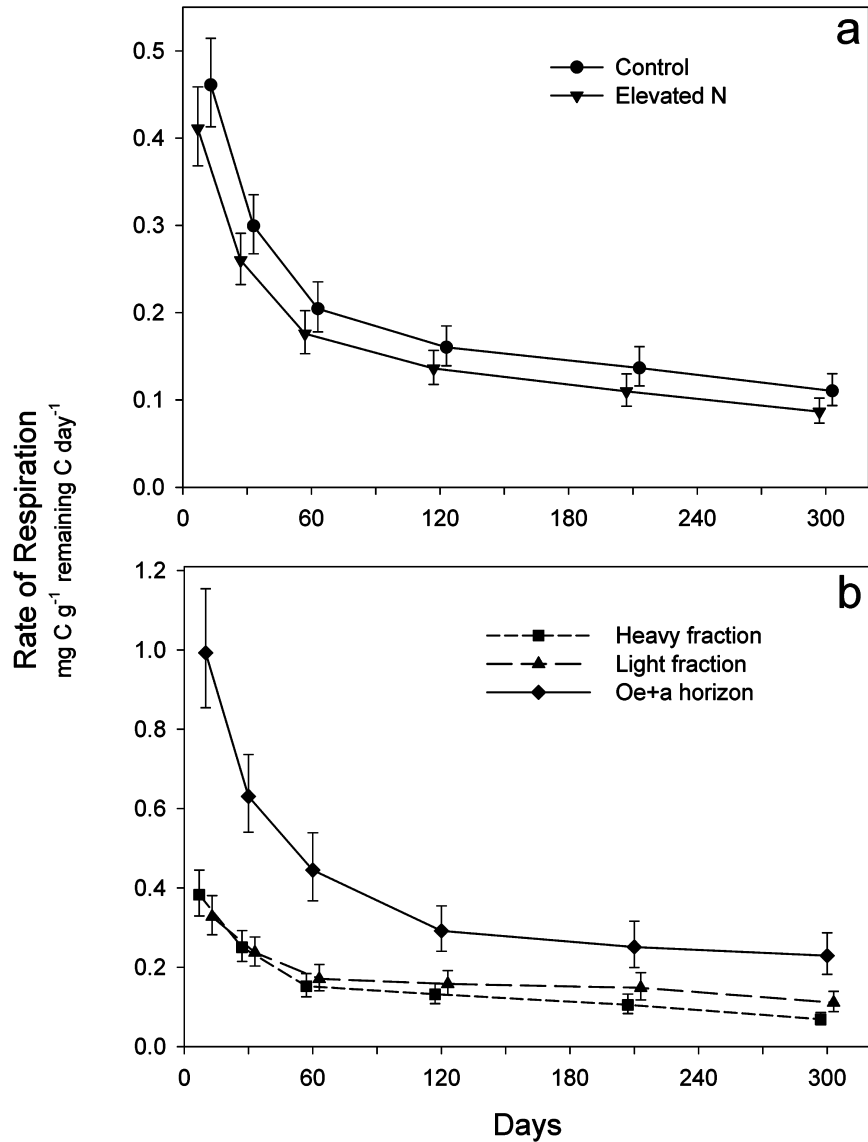 a
Control
Elevated N
0.5
0.4
0.3
0.2
0.1
0.0
0 60 120 180 240 300
Rate of Respiration
mg C g⁻¹ remaining C day⁻¹
b
Heavy fraction
Light fraction
Oe+a horizon
1.2
1.0
0.8
0.6
0.4
0.2
0.0
0 60 120 180 240 300
Days